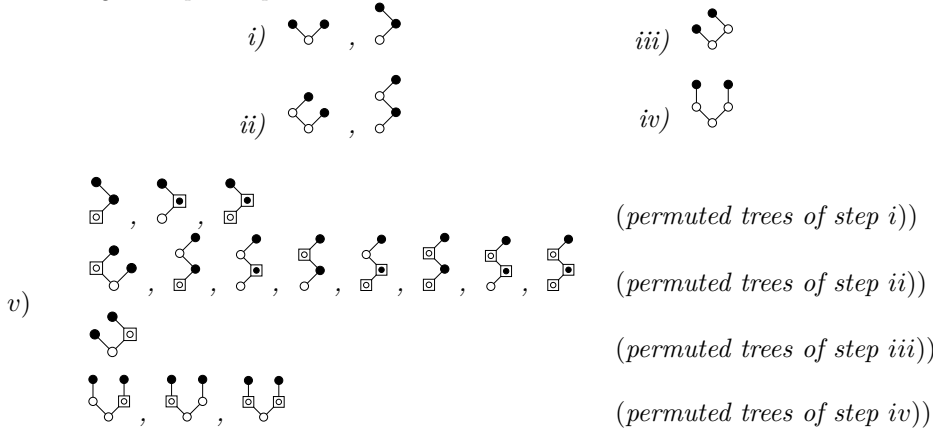 i) , iii)
ii) , iv)
, , (permuted trees of step i))
, , , , , , , (permuted trees of step ii))
v)
(permuted trees of step iii))
, , (permuted trees of step iv))